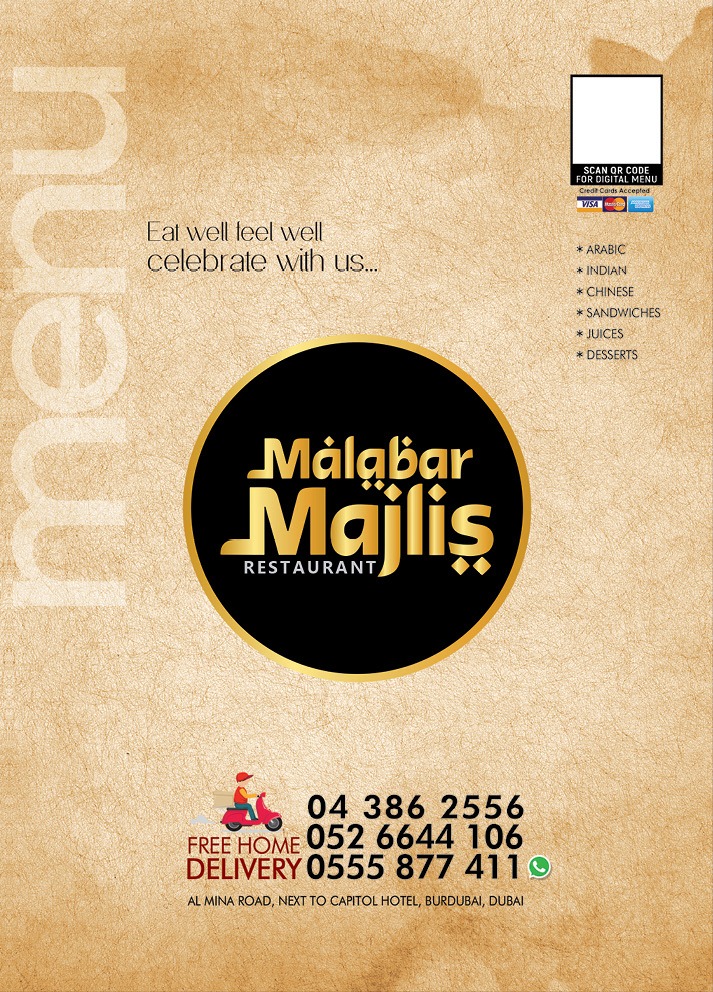 menu
SCAN QR CODE
FOR DIGITAL MENU
Credit Cards Accepted
VISA MasterCard
Eat well feel well
celebrate with us...
* ARABIC
* INDIAN
* CHINESE
* SANDWICHES
* JUICES
* DESSERTS
Malabar
Majlis
RESTAURANT
04 386 2556
052 6644 106
0555 877 411
FREE HOME
DELIVERY
AL MINA ROAD, NEXT TO CAPITOL HOTEL, BURDUBAI, DUBAI